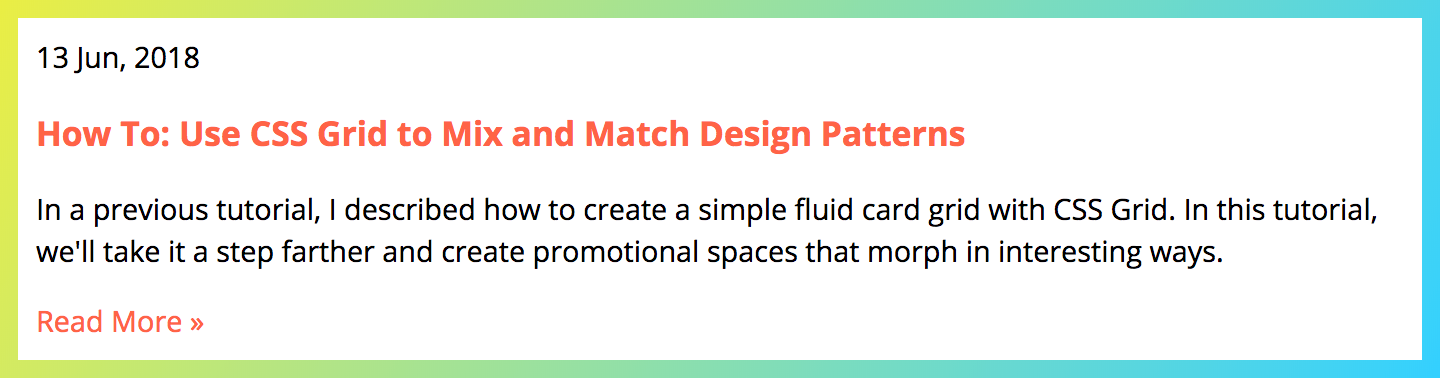 13 Jun, 2018
How To: Use CSS Grid to Mix and Match Design Patterns
In a previous tutorial, I described how to create a simple fluid card grid with CSS Grid. In this tutorial,
we'll take it a step farther and create promotional spaces that morph in interesting ways.
Read More »